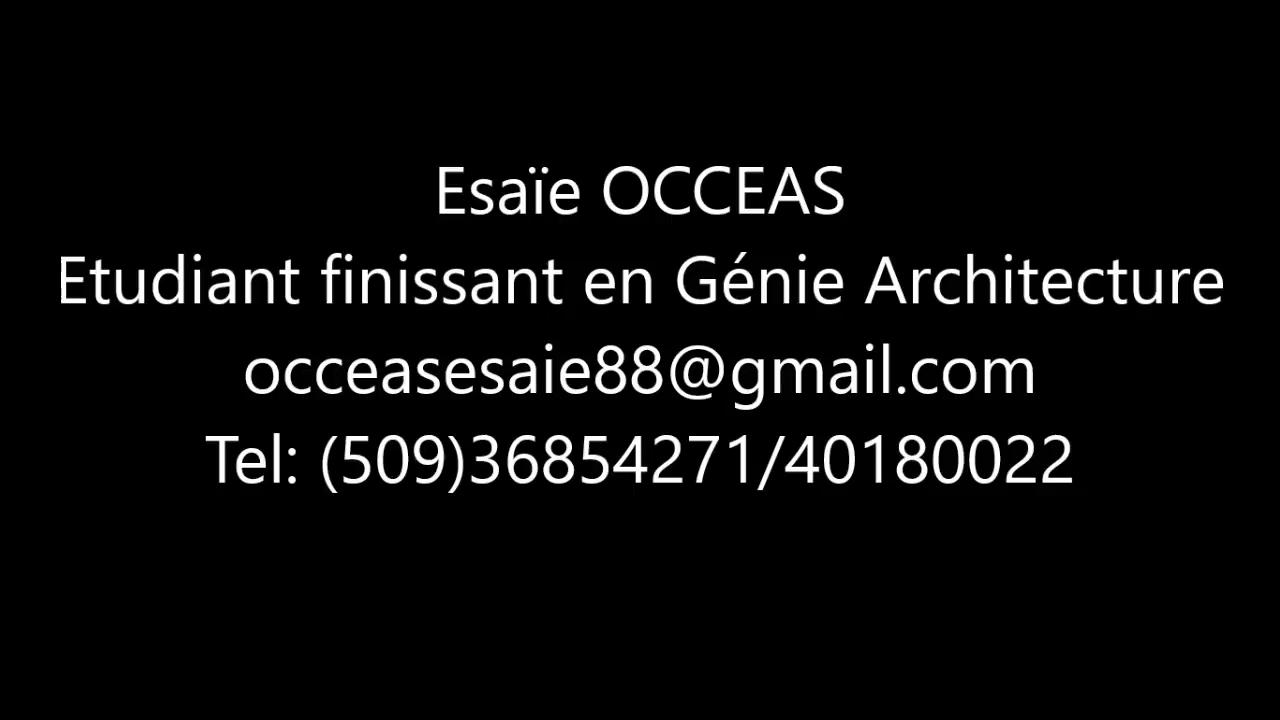 Esaïe OCCEAS
Etudiant finissant en Génie Architecture
occeasesaie88@gmail.com
Tel: (509)36854271/40180022